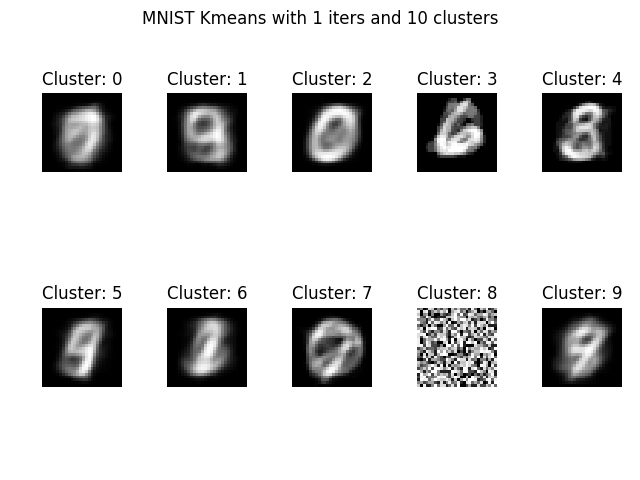 MNIST Kmeans with 1 iters and 10 clusters
Cluster: 0 Cluster: 1 Cluster: 2 Cluster: 3 Cluster: 4
Cluster: 5 Cluster: 6 Cluster: 7 Cluster: 8 Cluster: 9